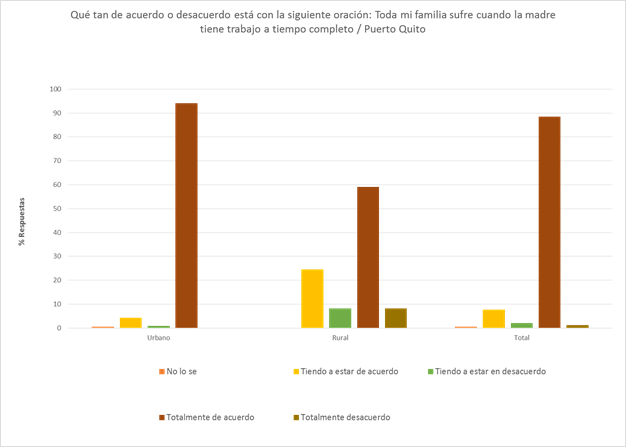 Qué tan de acuerdo o desacuerdo está con la siguiente oración: Toda mi familia sufre cuando la madre
tiene trabajo a tiempo completo / Puerto Quito
100
90
80
70
60
50
40
30
20
10
0
% Respuestas
Urbano Rural Total
No lo se Tiendo a estar de acuerdo Tiendo a estar en desacuerdo
Totalmente de acuerdo Totalmente desacuerdo